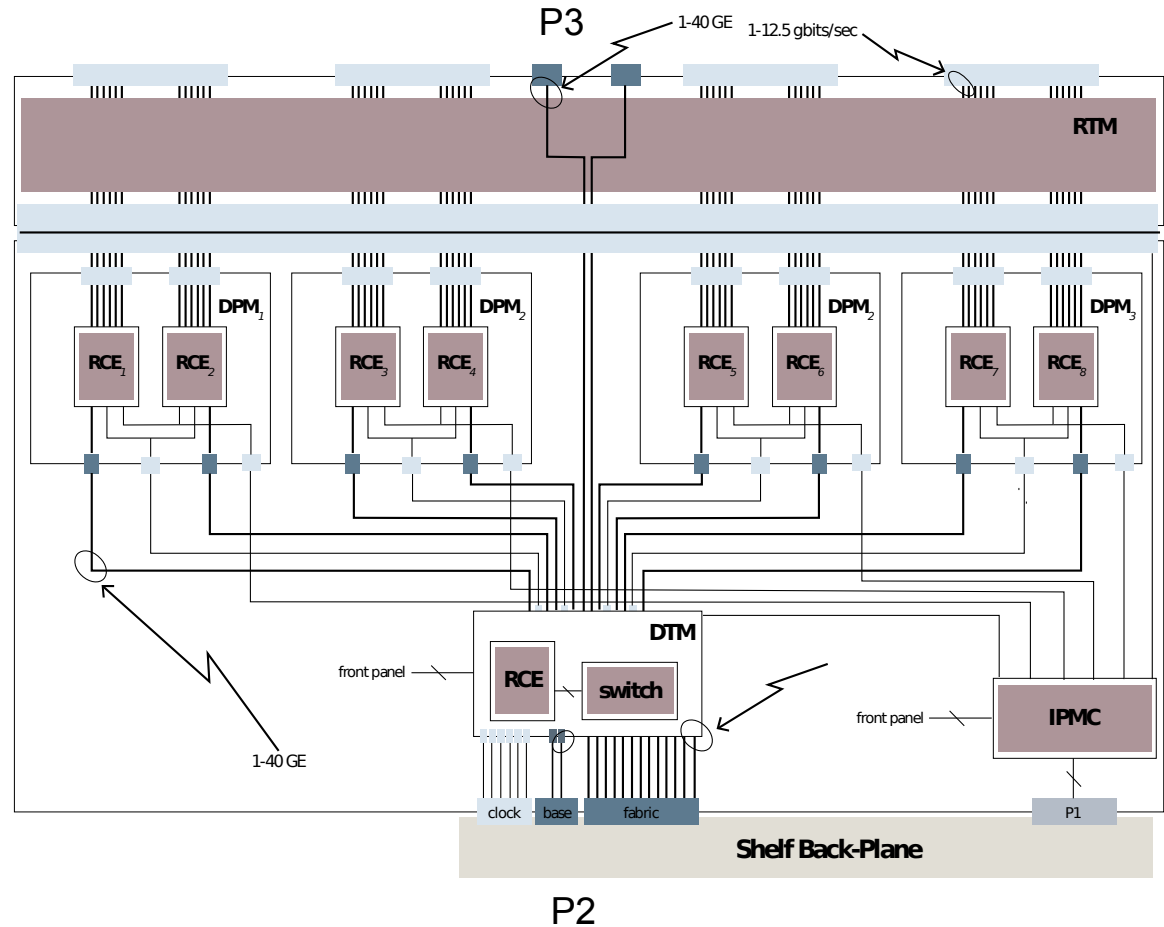 P3
1-40 GE
1-12.5 gbits/sec
RTM
DPM1
DPM2
DPM2
DPM3
RCE1
RCE2
RCE3
RCE4
RCE5
RCE6
RCE7
RCE8
DTM
front panel
RCE
switch
front panel
IPMC
1-40 GE
clock
base
fabric
P1
Shelf Back-Plane
P2